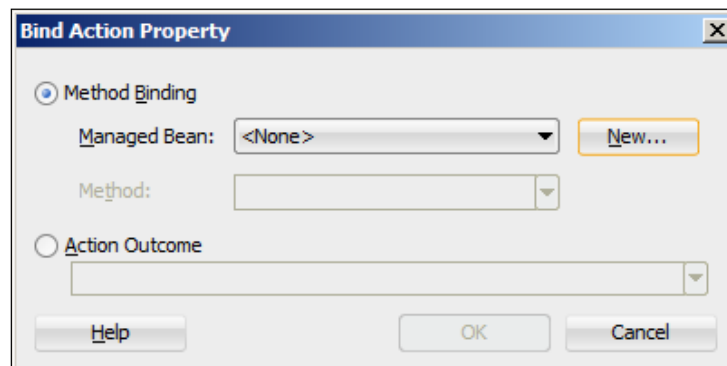 Bind Action Property
Method Binding
Managed Bean: <None> New...
Method:
Action Outcome
Help OK Cancel